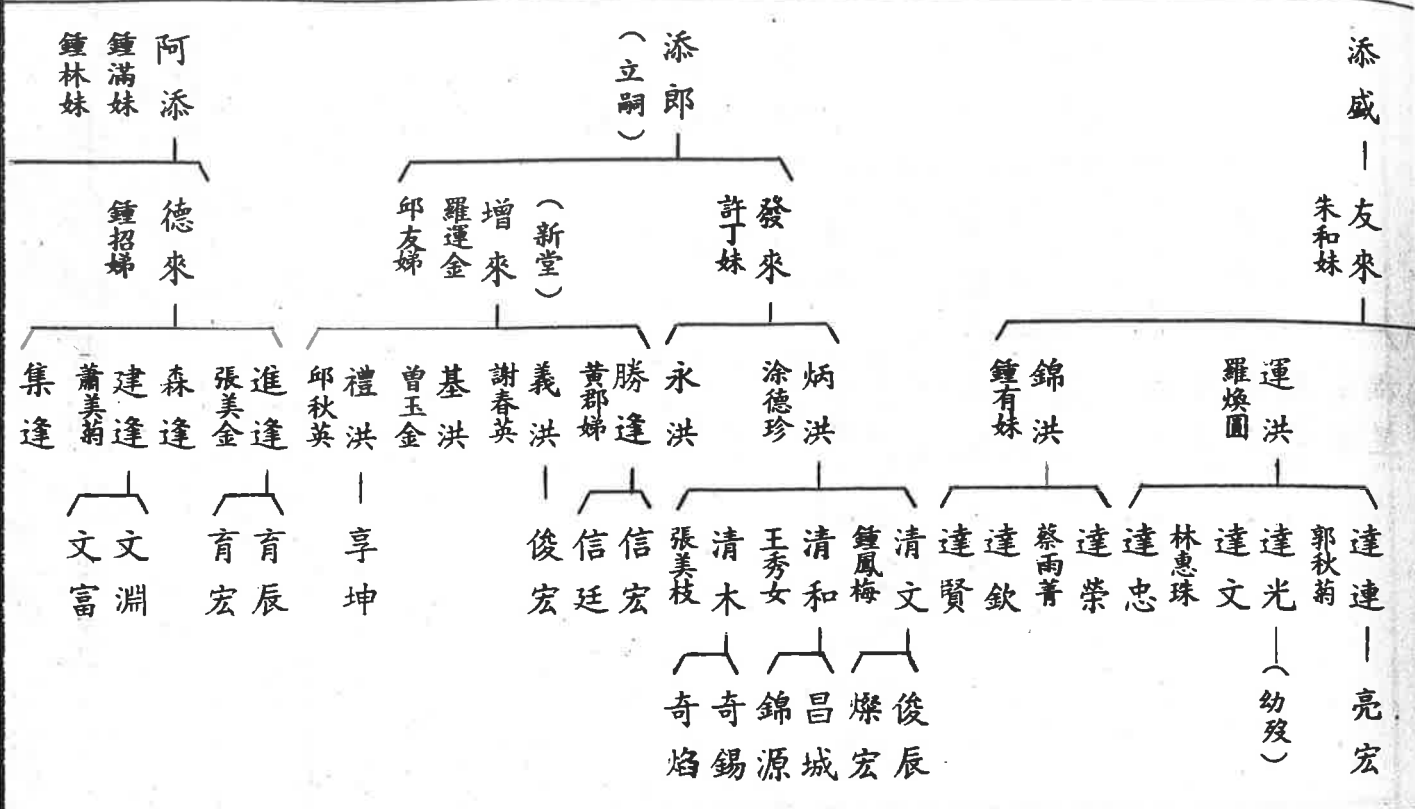 添盛
添郎
（立嗣）
阿添
鍾滿妹
鍾林妹
友來
朱和妹
發來
許丁妹
（新堂）
增來
羅運金
邱友娣
德來
鍾招娣
運洪
羅煥圓
錦洪
鍾有妹
炳洪
涂德珍
永洪
勝逢
黃郡娣
義洪
謝春英
基洪
曾玉金
禮洪
邱秋英
進逢
張美金
森逢
建逢
蕭美菊
集逢
達連
郭秋菊
達光
達文
林惠珠
達忠
達榮
蔡雨菁
達欽
達賢
清文
鍾鳳梅
清和
王秀女
清木
張美枝
信宏
信廷
俊宏
享坤
育辰
育宏
文淵
文富
亮宏
（幼歿）
俊辰
燦宏
昌城
錦源
奇錫
奇焰